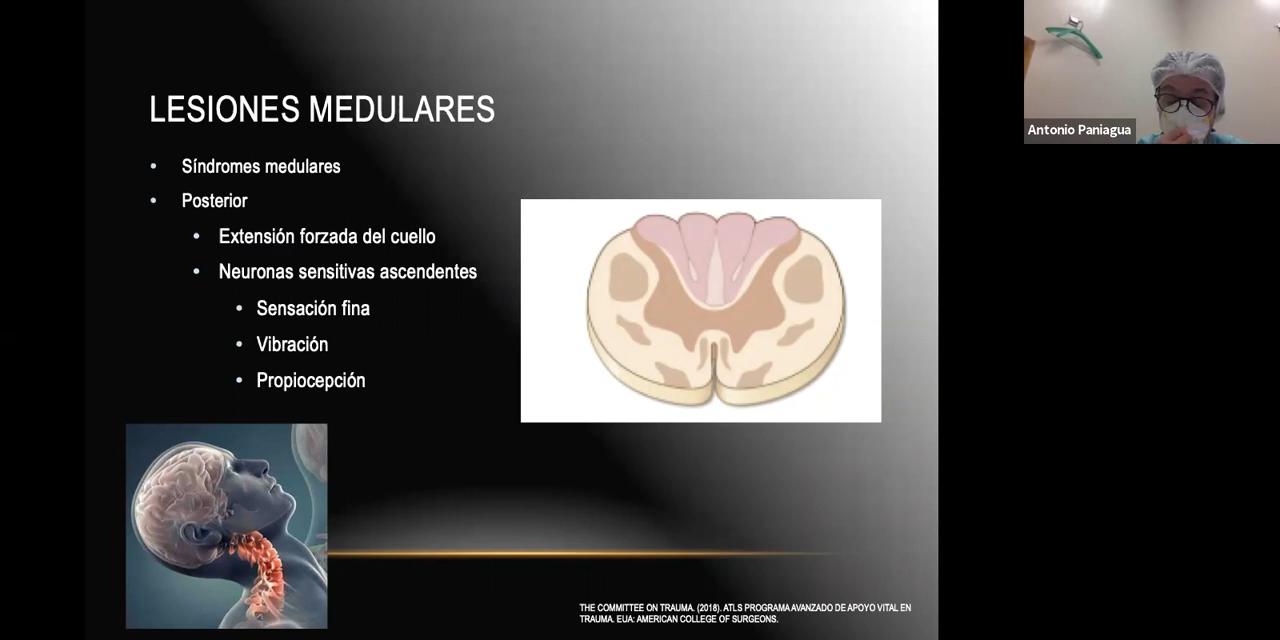 LESIONES MEDULARES
• Síndromes medulares
• Posterior
• Extensión forzada del cuello
• Neuronas sensitivas ascendentes
• Sensación fina
• Vibración
• Propiocepción
THE COMMITTEE ON TRAUMA. (2018). ATLS PROGRAMA AVANZADO DE APOYO VITAL EN
TRAUMA. EUA: AMERICAN COLLEGE OF SURGEONS.
Antonio Paniagua